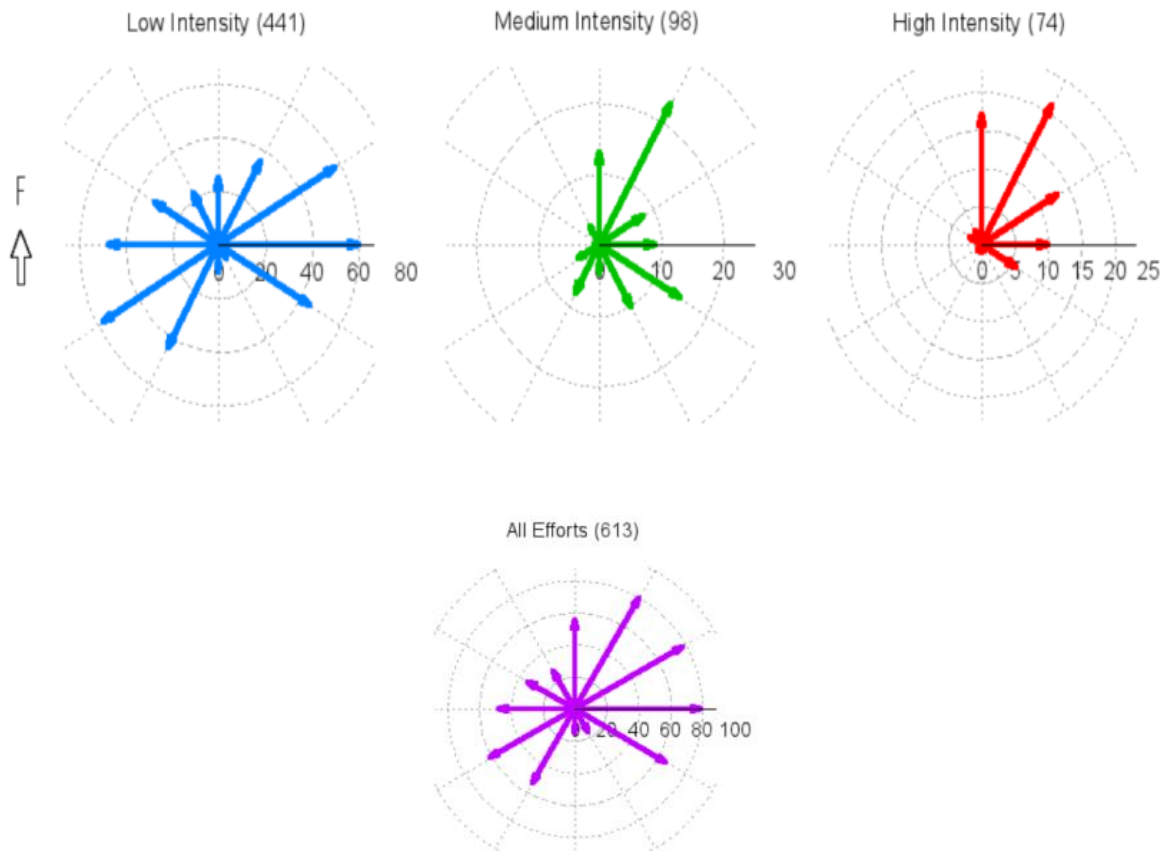 Low Intensity (441)
Medium Intensity (98)
High Intensity (74)
F
0 20 40 60 80
0 10 20 30
0 5 10 15 20 25
All Efforts (613)
20 40 60 80 100